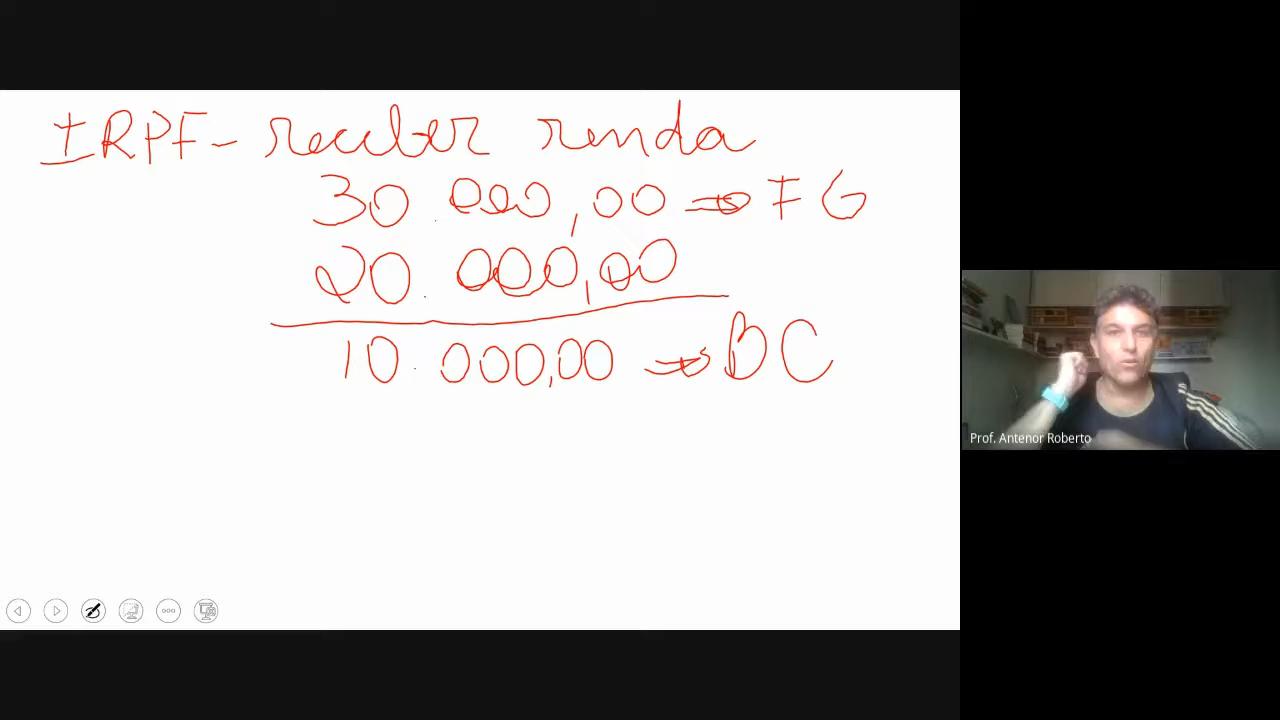 IRPF - receber renda
30.000,00 ⇒ FG
20.000,00
10.000,00 → BC
Prof. Antenor Roberto